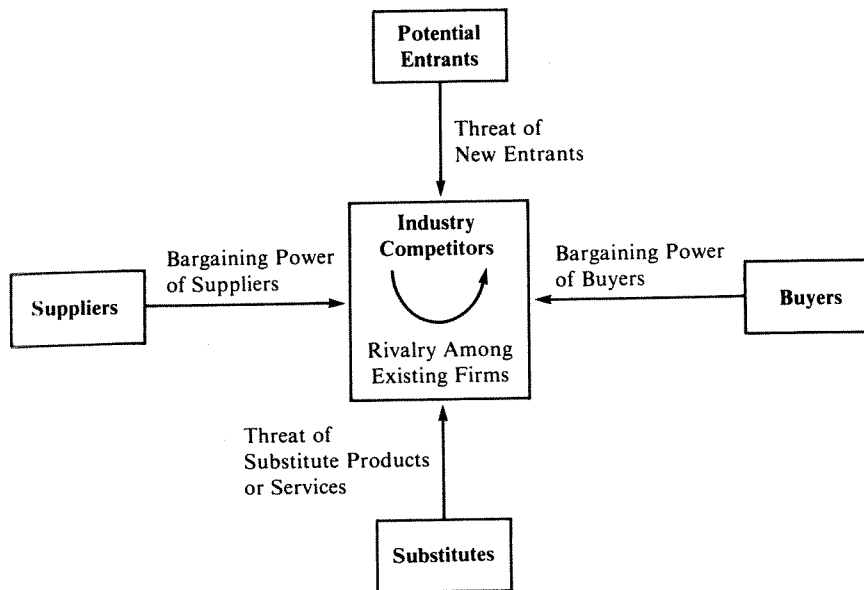 Potential
Entrants
Threat of
New Entrants
Industry
Competitors
Bargaining Power
of Suppliers
Bargaining Power
of Buyers
Suppliers
Buyers
Rivalry Among
Existing Firms
Threat of
Substitute Products
or Services
Substitutes